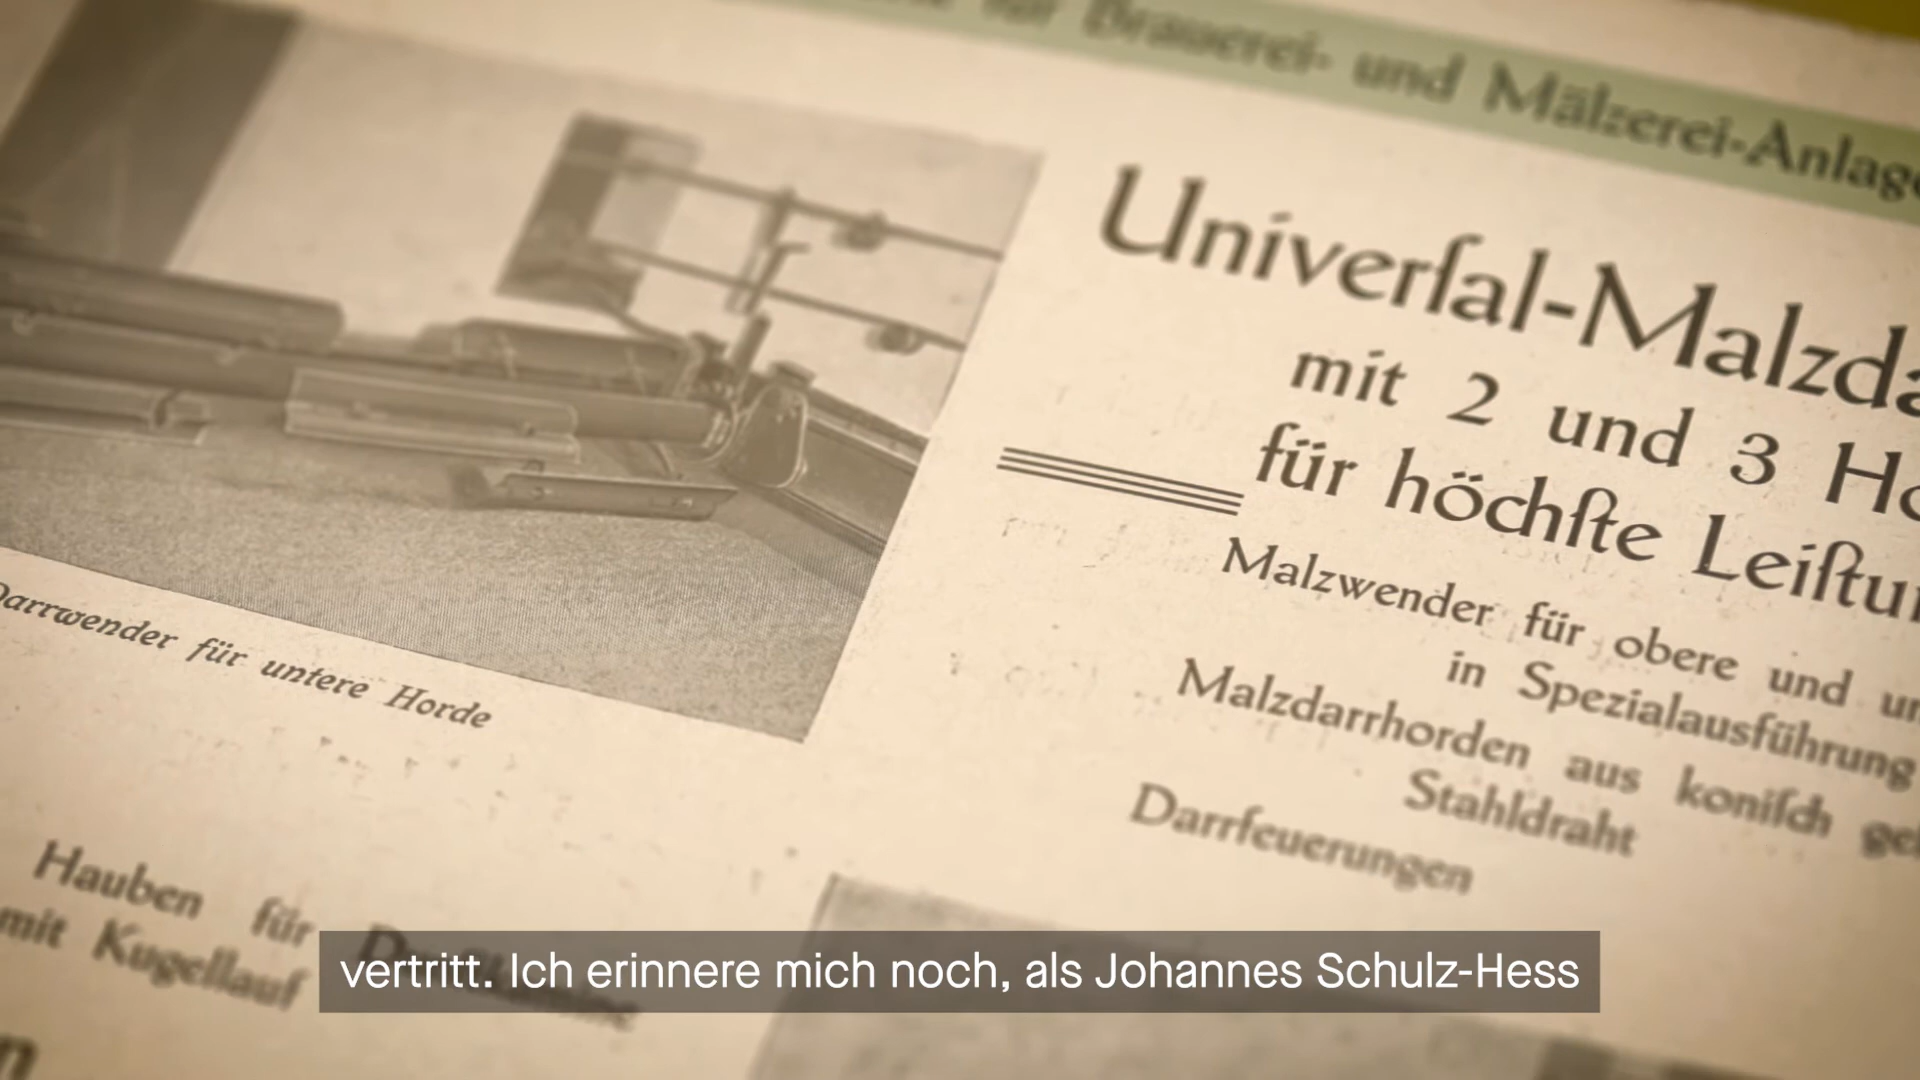 für Brauerei- und Mälzerei-Anlage
Univerſal-Malzda
mit 2 und 3 Ho
für höchſte Leiſtu
Malzwender für obere und un
in Spezialausführung
Malzdarrhorden aus koniſch ge
Stahldraht
Darrfeuerungen
Darrwender für untere Horde
Hauben für
mit Kugellauf
vertritt. Ich erinnere mich noch, als Johannes Schulz-Hess